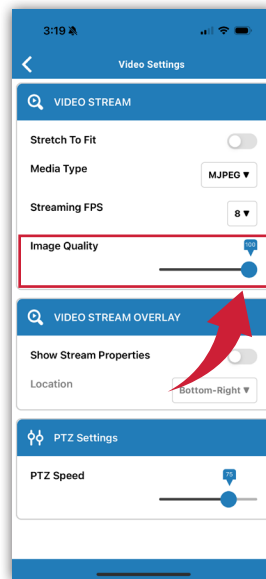 3:19
Video Settings
VIDEO STREAM
Stretch To Fit
Media Type
MJPEG ▼
Streaming FPS
8 ▼
Image Quality
100
VIDEO STREAM OVERLAY
Show Stream Properties
Location
Bottom-Right ▼
PTZ Settings
PTZ Speed
75